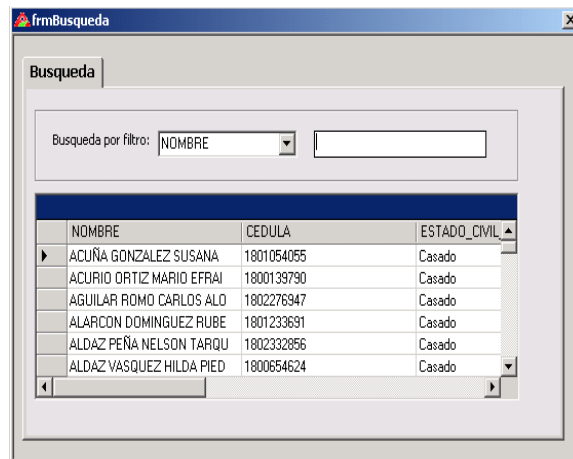 frmBusqueda
Busqueda
Busqueda por filtro: NOMBRE
NOMBRE CEDULA ESTADO_CIVIL_
ACUÑA GONZALEZ SUSANA 1801054055 Casado
ACURIO ORTIZ MARIO EFRAI 1800139790 Casado
AGUILAR ROMO CARLOS ALO 1802276947 Casado
ALARCON DOMINGUEZ RUBE 1801233691 Casado
ALDAZ PEÑA NELSON TARQU 1802332856 Casado
ALDAZ VASQUEZ HILDA PIED 1800654624 Casado